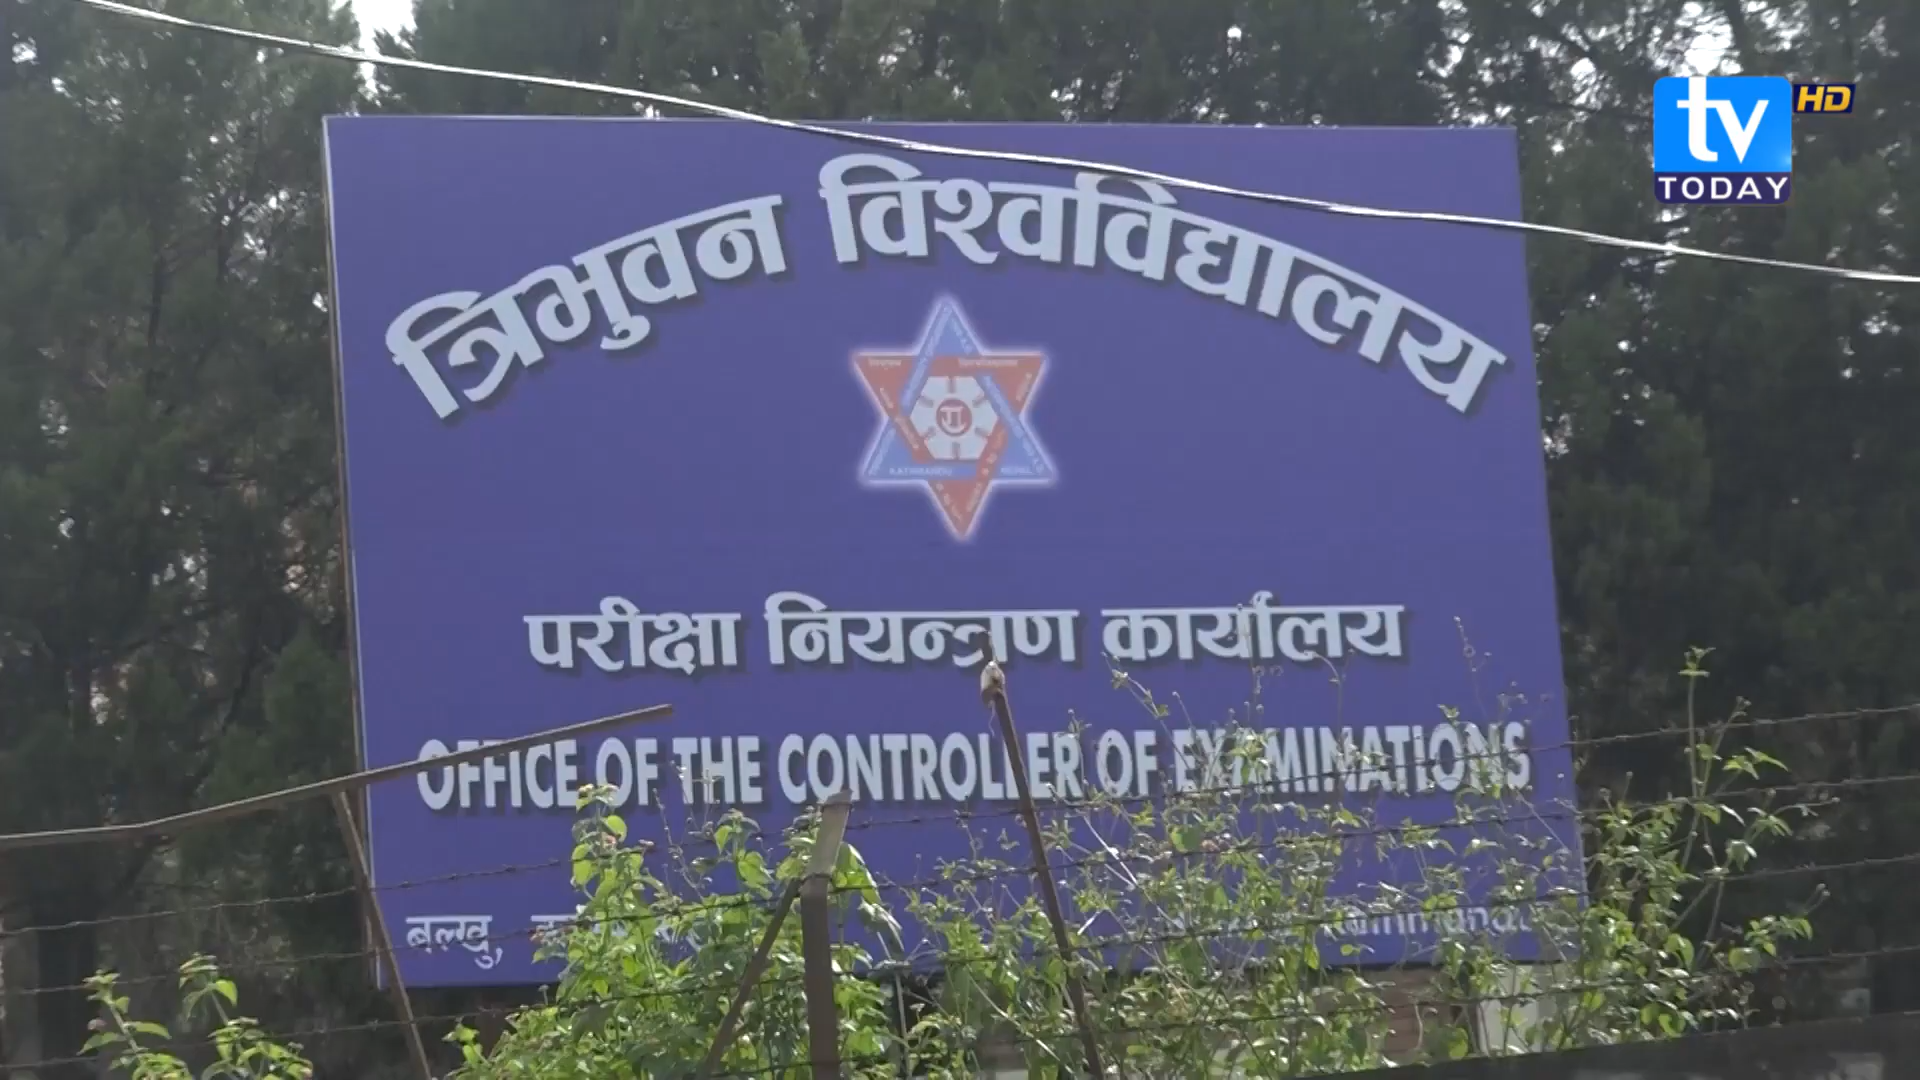 tv HD
TODAY
त्रिभुवन विश्वविद्यालय
परीक्षा नियन्त्रण कार्यालय
OFFICE OF THE CONTROLLER OF EXAMINATIONS
बल्खु,